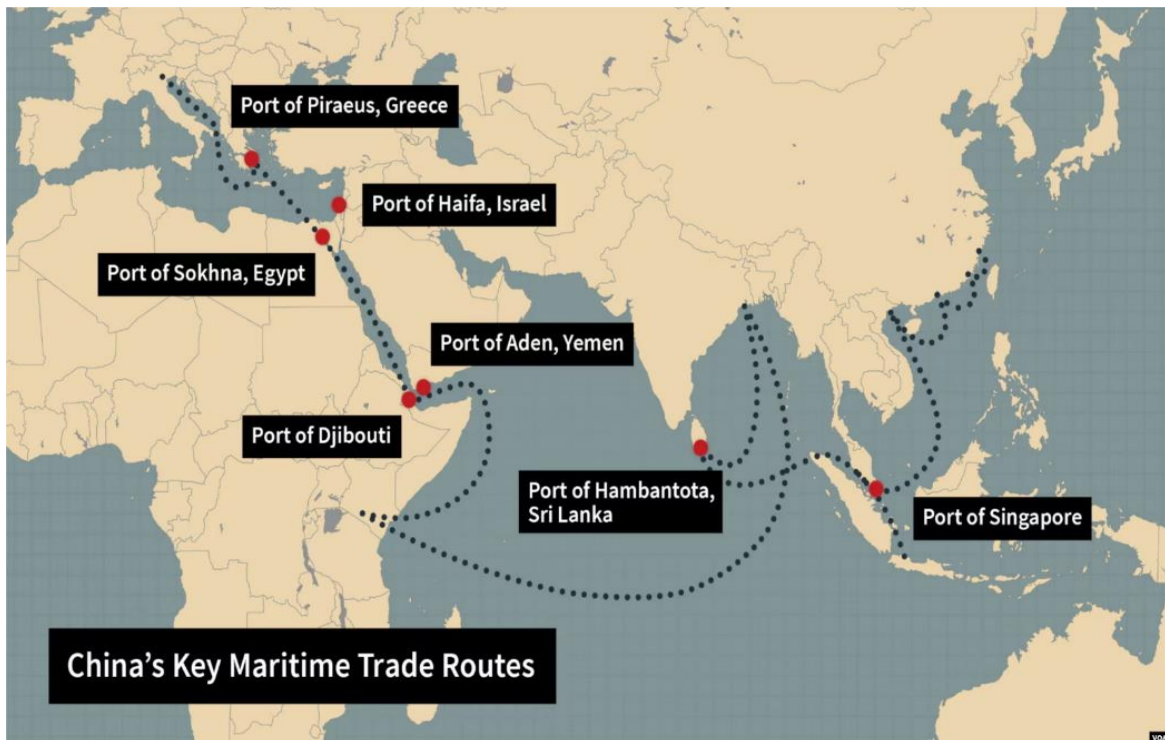 Port of Piraeus, Greece
Port of Haifa, Israel
Port of Sokhna, Egypt
Port of Aden, Yemen
Port of Djibouti
Port of Hambantota,
Sri Lanka
Port of Singapore
China's Key Maritime Trade Routes